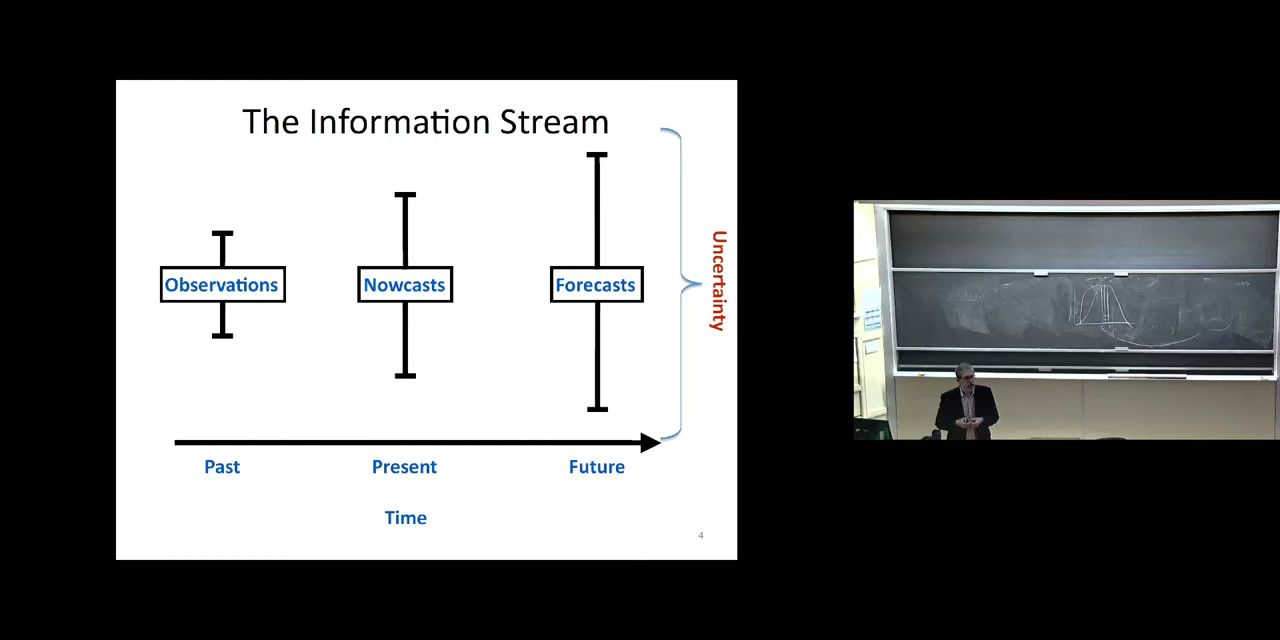 The Information Stream
Observations
Nowcasts
Forecasts
Uncertainty
Past
Present
Future
Time
4